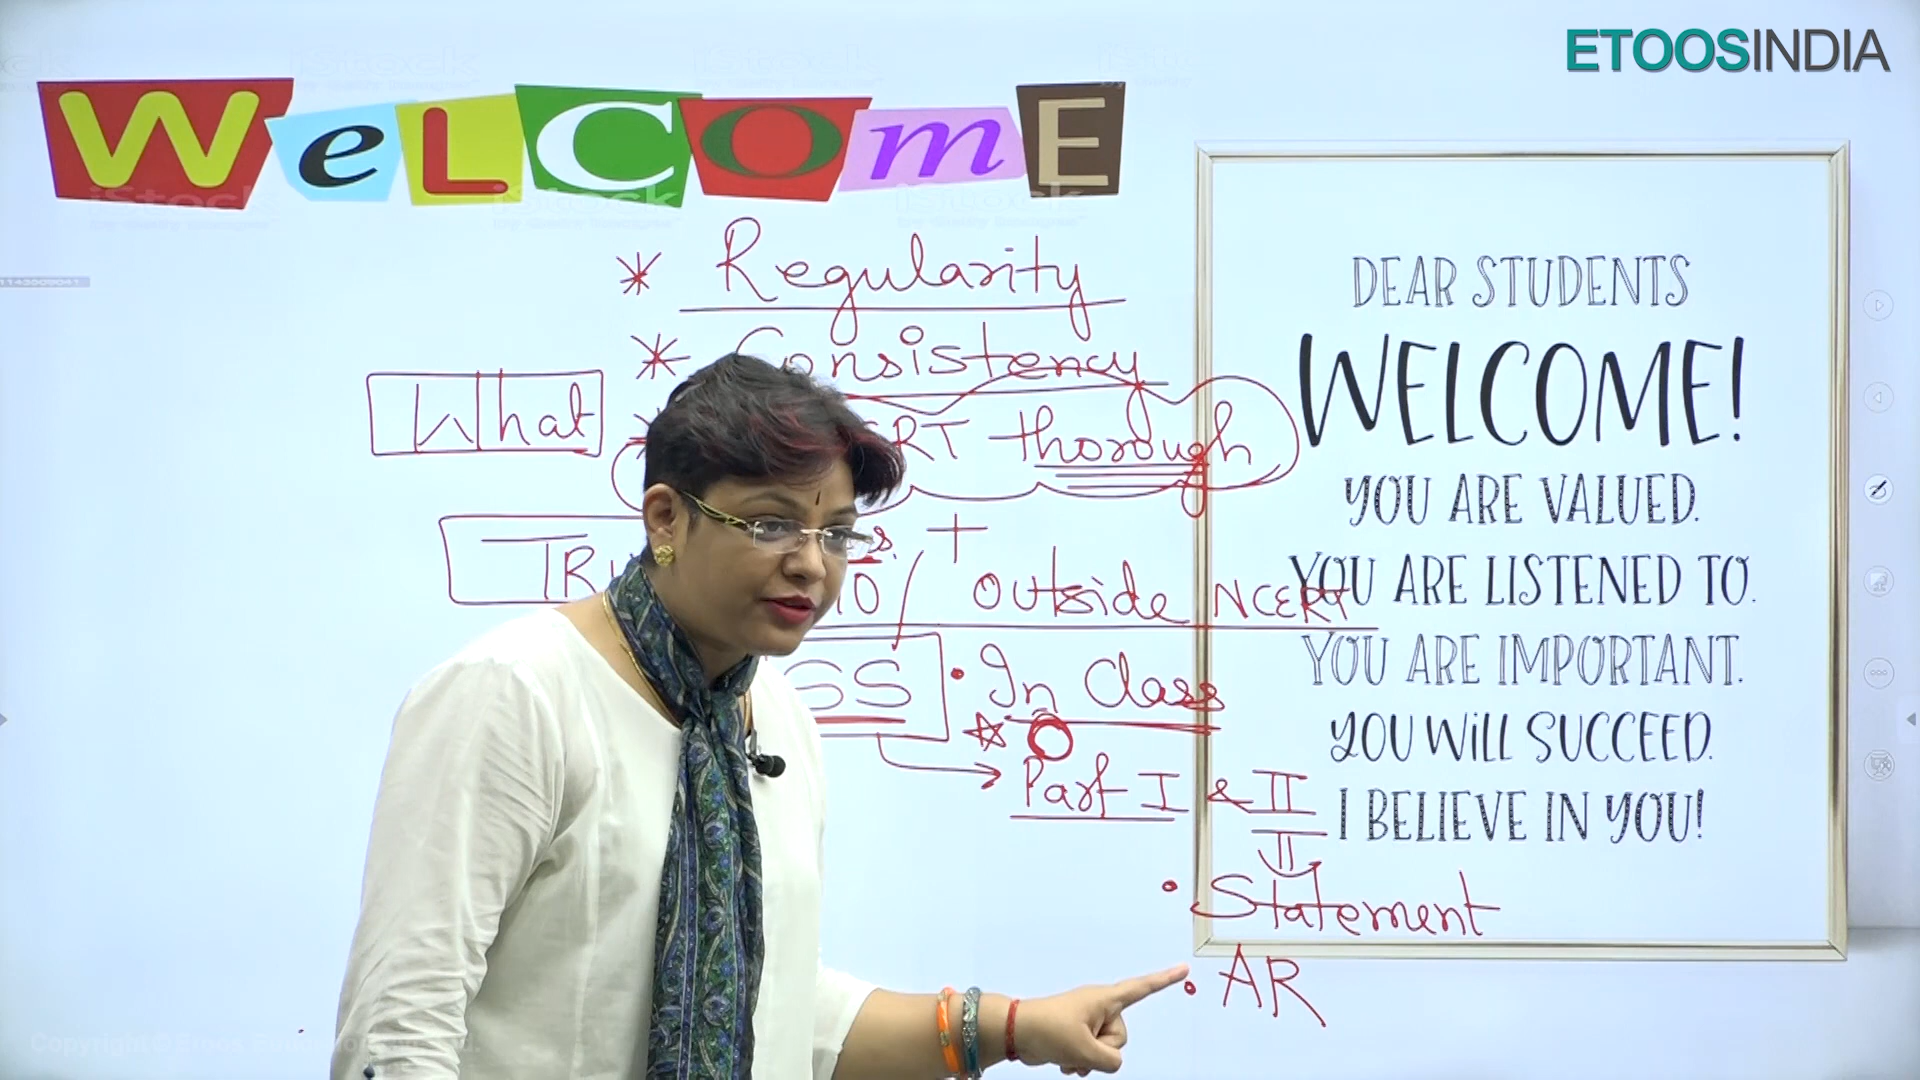 ETOOSINDIA
WeLCOmE
* Regularity
* Consistency
What
thorough
+
Outside NCERT
• In Class
Part I & II
• Statement
• AR
DEAR STUDENTS
WELCOME!
YOU ARE VALUED.
YOU ARE LISTENED TO.
YOU ARE IMPORTANT.
YOU WiLL SUCCEED.
I BELIEVE IN YOU!
iStock